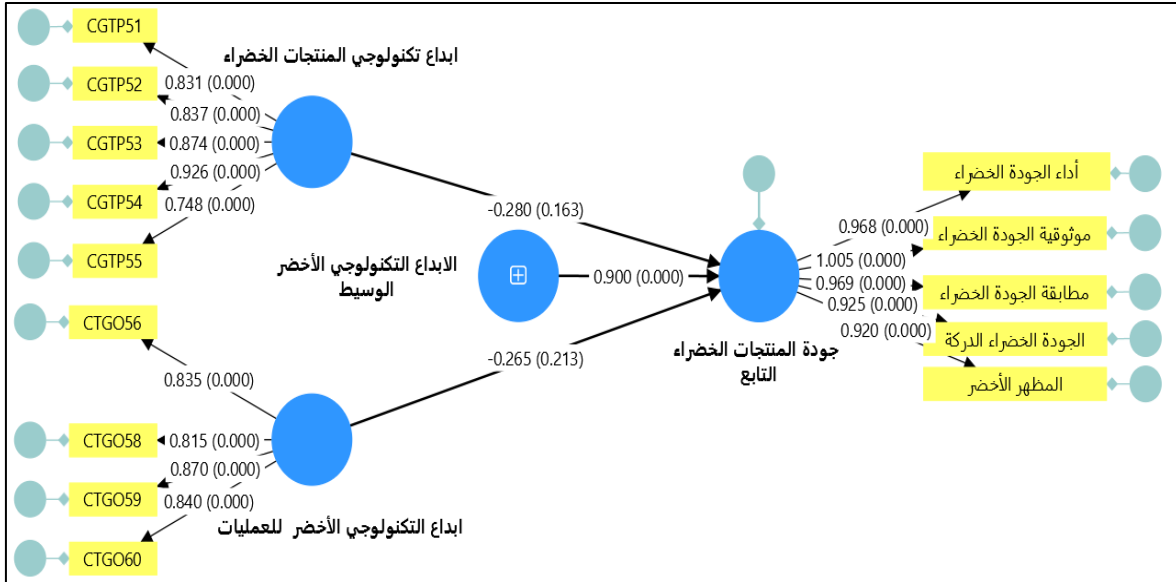 CGTP51
CGTP52
CGTP53
CGTP54
CGTP55
0.831 (0.000)
0.837 (0.000)
0.874 (0.000)
0.926 (0.000)
0.748 (0.000)
ابداع تكنولوجي المنتجات الخضراء
-0.280 (0.163)
الابداع التكنولوجي الأخضر
الوسيط
0.900 (0.000)
CTGO56
CTGO58
CTGO59
CTGO60
0.835 (0.000)
0.815 (0.000)
0.870 (0.000)
0.840 (0.000)
ابداع التكنولوجي الأخضر للعمليات
-0.265 (0.213)
جودة المنتجات الخضراء
التابع
0.968 (0.000)
1.005 (0.000)
0.969 (0.000)
0.925 (0.000)
0.920 (0.000)
أداء الجودة الخضراء
موثوقية الجودة الخضراء
مطابقة الجودة الخضراء
الجودة الخضراء الدركة
المظهر الأخضر